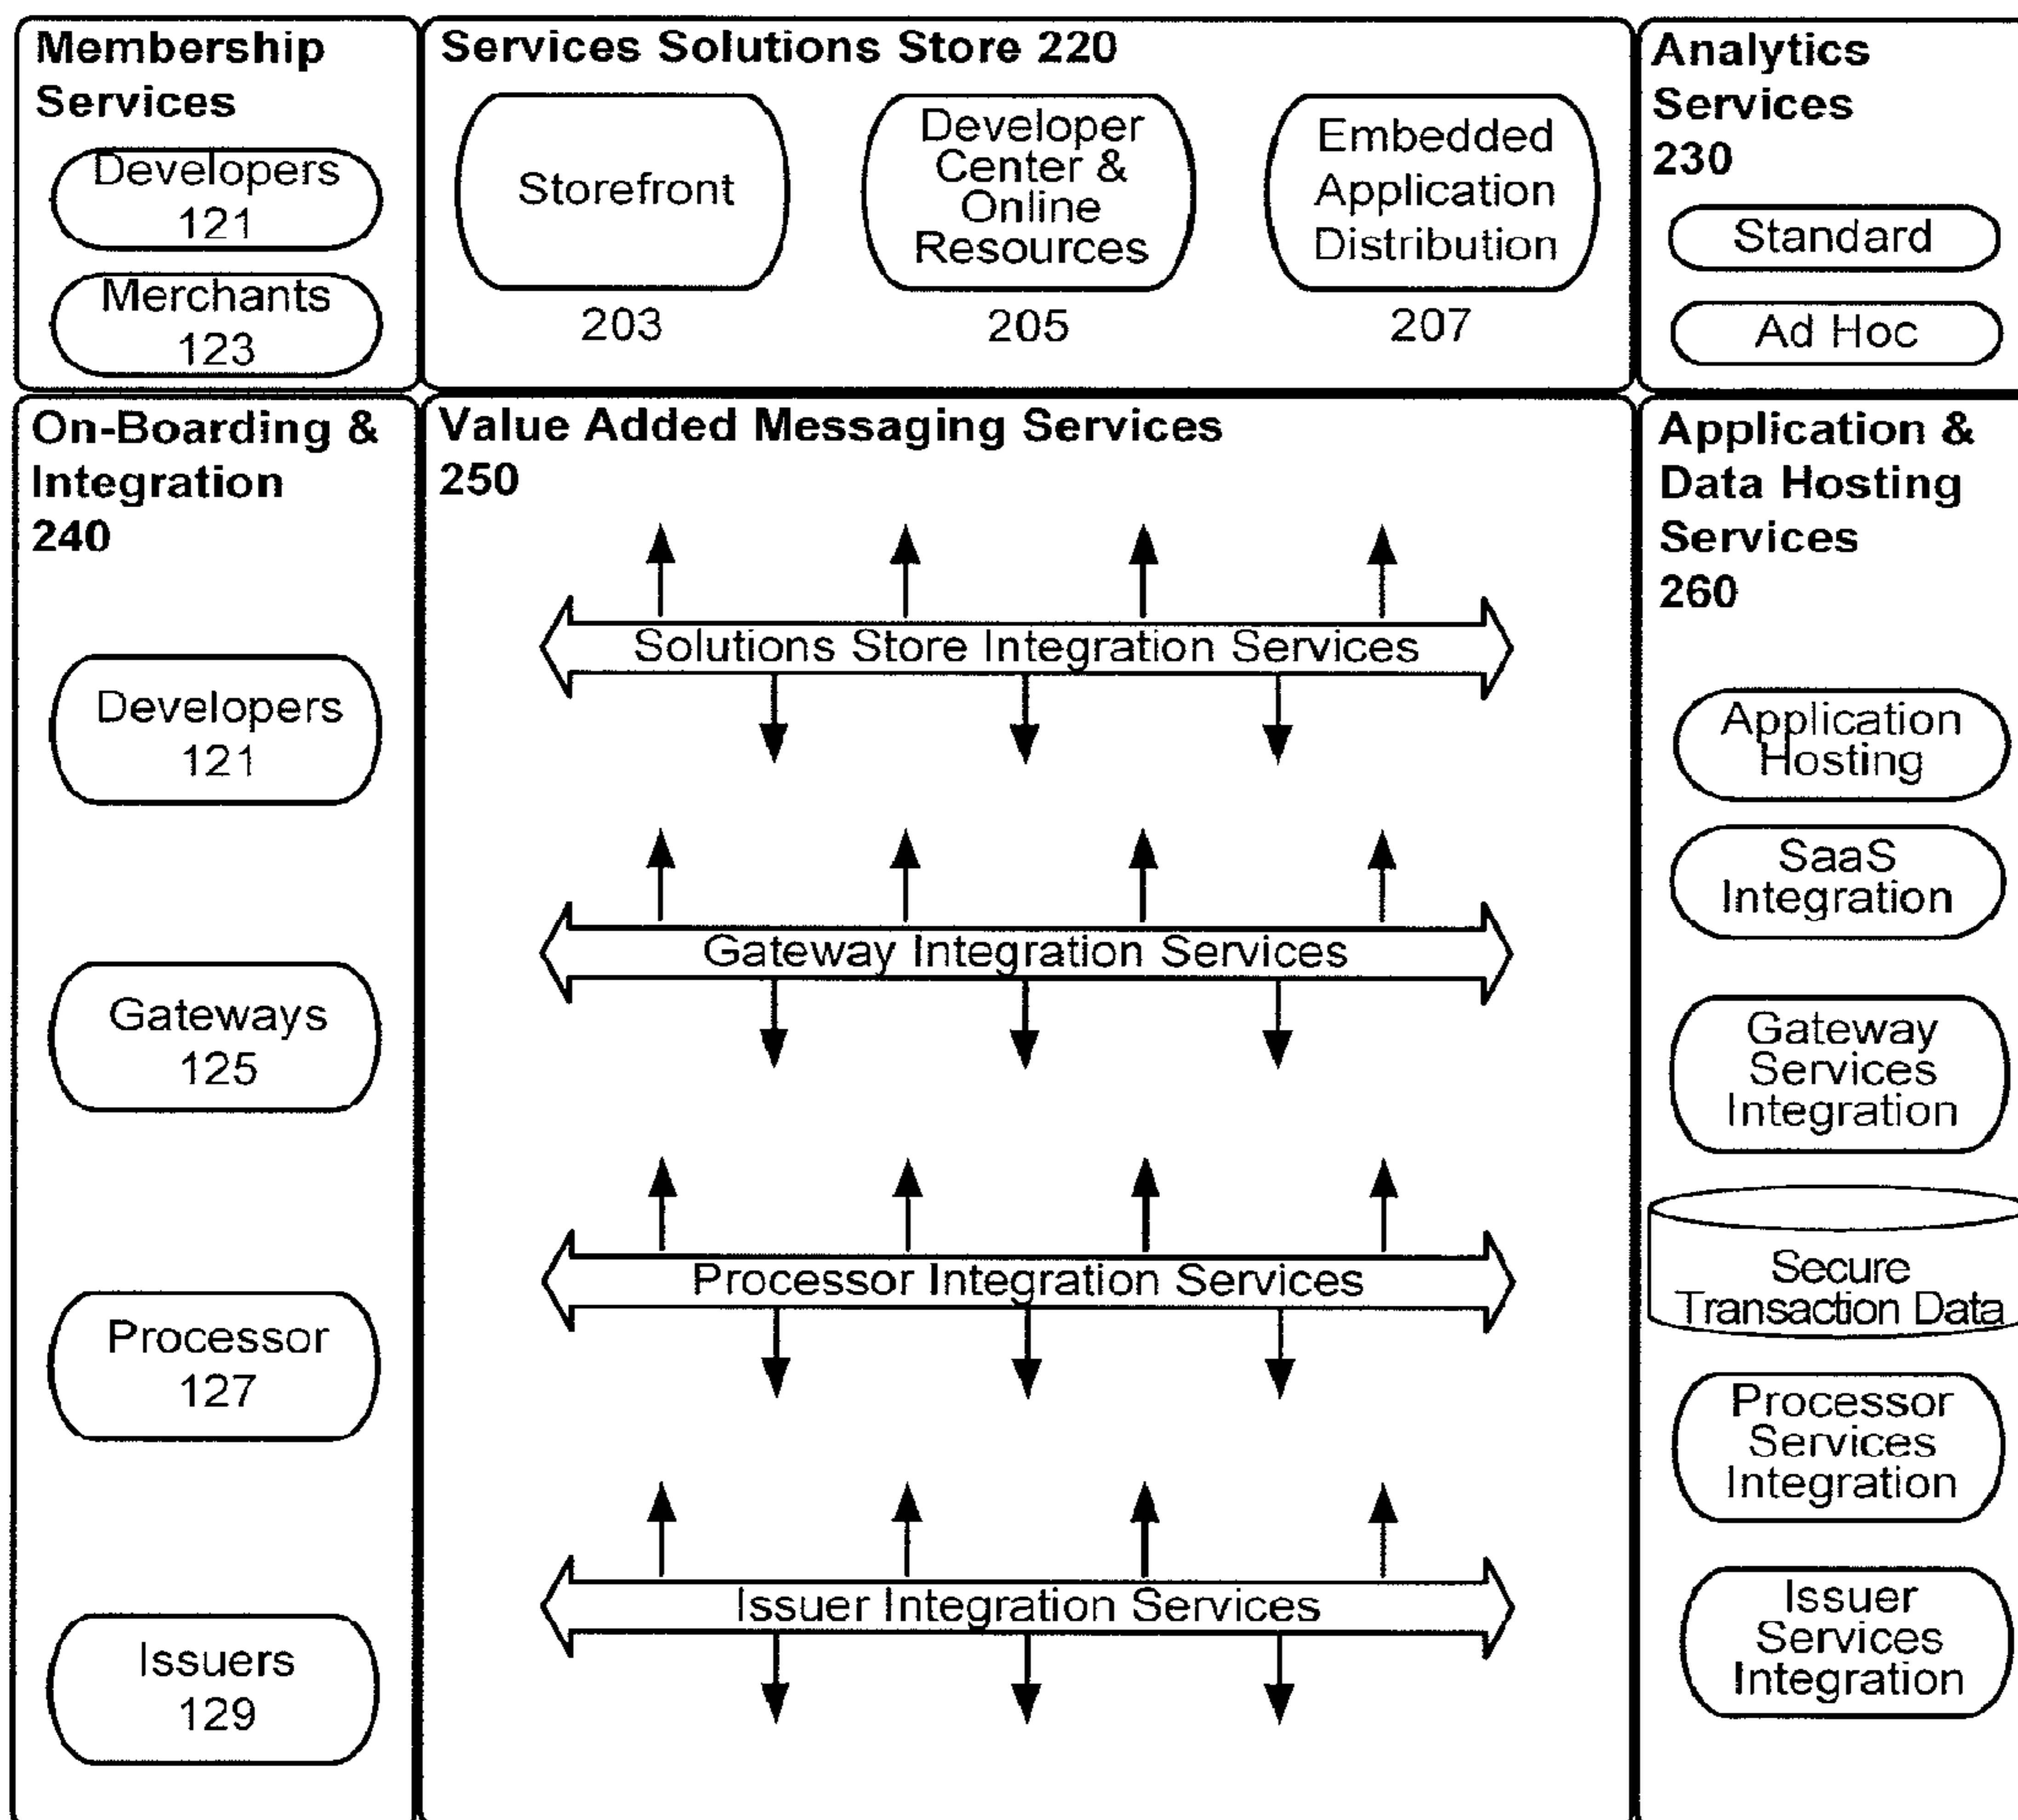 Membership
Services
Developers
121
Merchants
123
Services Solutions Store 220
Storefront
203
Developer
Center &
Online
Resources
205
Embedded
Application
Distribution
207
Analytics
Services
230
Standard
Ad Hoc
On-Boarding &
Integration
240
Developers
121
Gateways
125
Processor
127
Issuers
129
Value Added Messaging Services
250
Solutions Store Integration Services
Gateway Integration Services
Processor Integration Services
Issuer Integration Services
Application &
Data Hosting
Services
260
Application
Hosting
SaaS
Integration
Gateway
Services
Integration
Secure
Transaction Data
Processor
Services
Integration
Issuer
Services
Integration